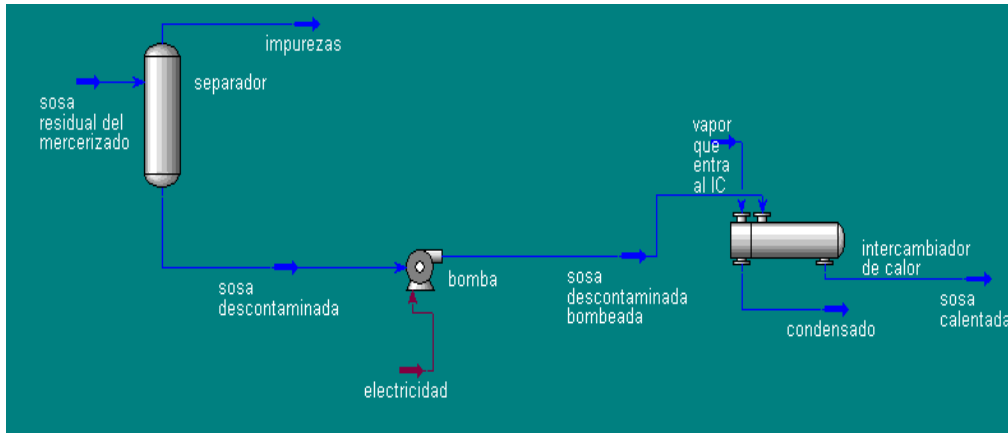 impurezas
separador
sosa
residual del
mercerizado
vapor
que
entra
al IC
sosa
descontaminada
bomba
sosa
descontaminada
bombeada
intercambiador
de calor
sosa
calentada
condensado
electricidad